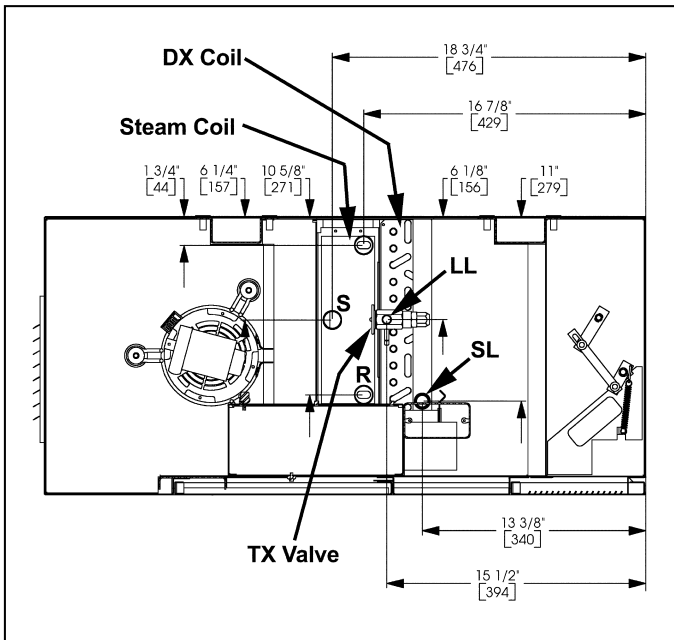 18 3/4"
[476]
DX Coil
16 7/8"
[429]
Steam Coil
1 3/4"
[44]
6 1/4"
[157]
10 5/8"
[271]
6 1/8"
[156]
11"
[279]
LL
S
SL
R
13 3/8"
[340]
TX Valve
15 1/2"
[394]